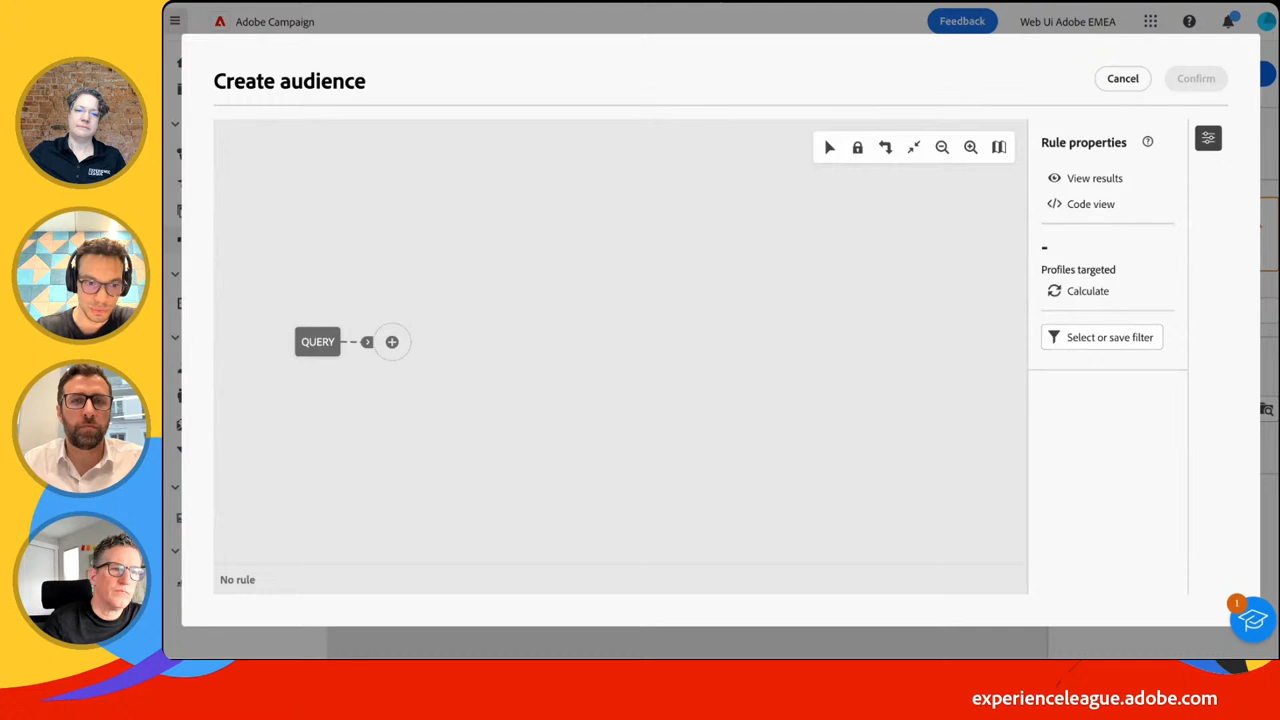 Adobe Campaign
Feedback
Web Ui Adobe EMEA
Create audience
Cancel
Confirm
Rule properties
View results
Code view
-
Profiles targeted
Calculate
Select or save filter
QUERY
No rule
1
experienceleague.adobe.com